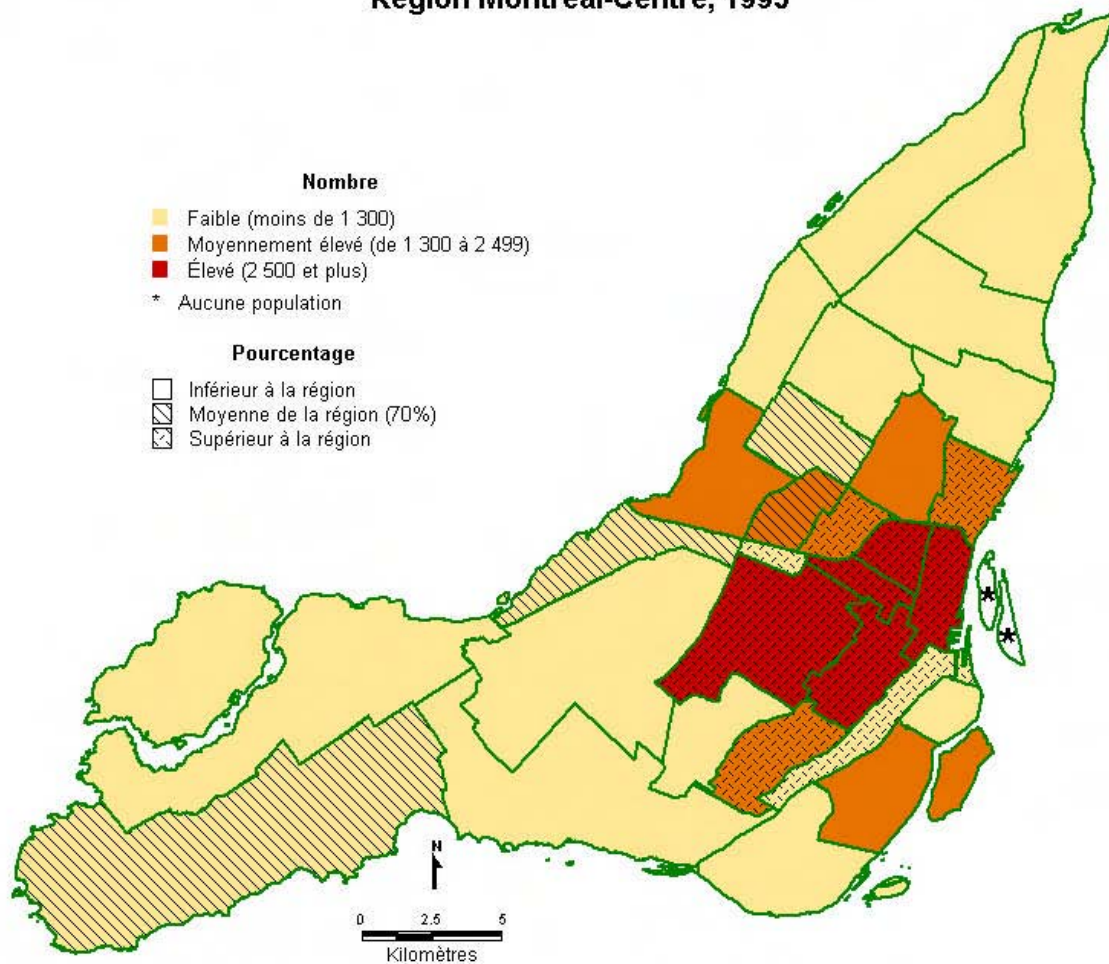 Région Montréal-Centre, 1995
Nombre
Faible (moins de 1 300)
Moyennement élevé (de 1 300 à 2 499)
Élevé (2 500 et plus)
* Aucune population
Pourcentage
Inférieur à la région
Moyenne de la région (70%)
Supérieur à la région
*
*
N
0 2.5 5
Kilomètres